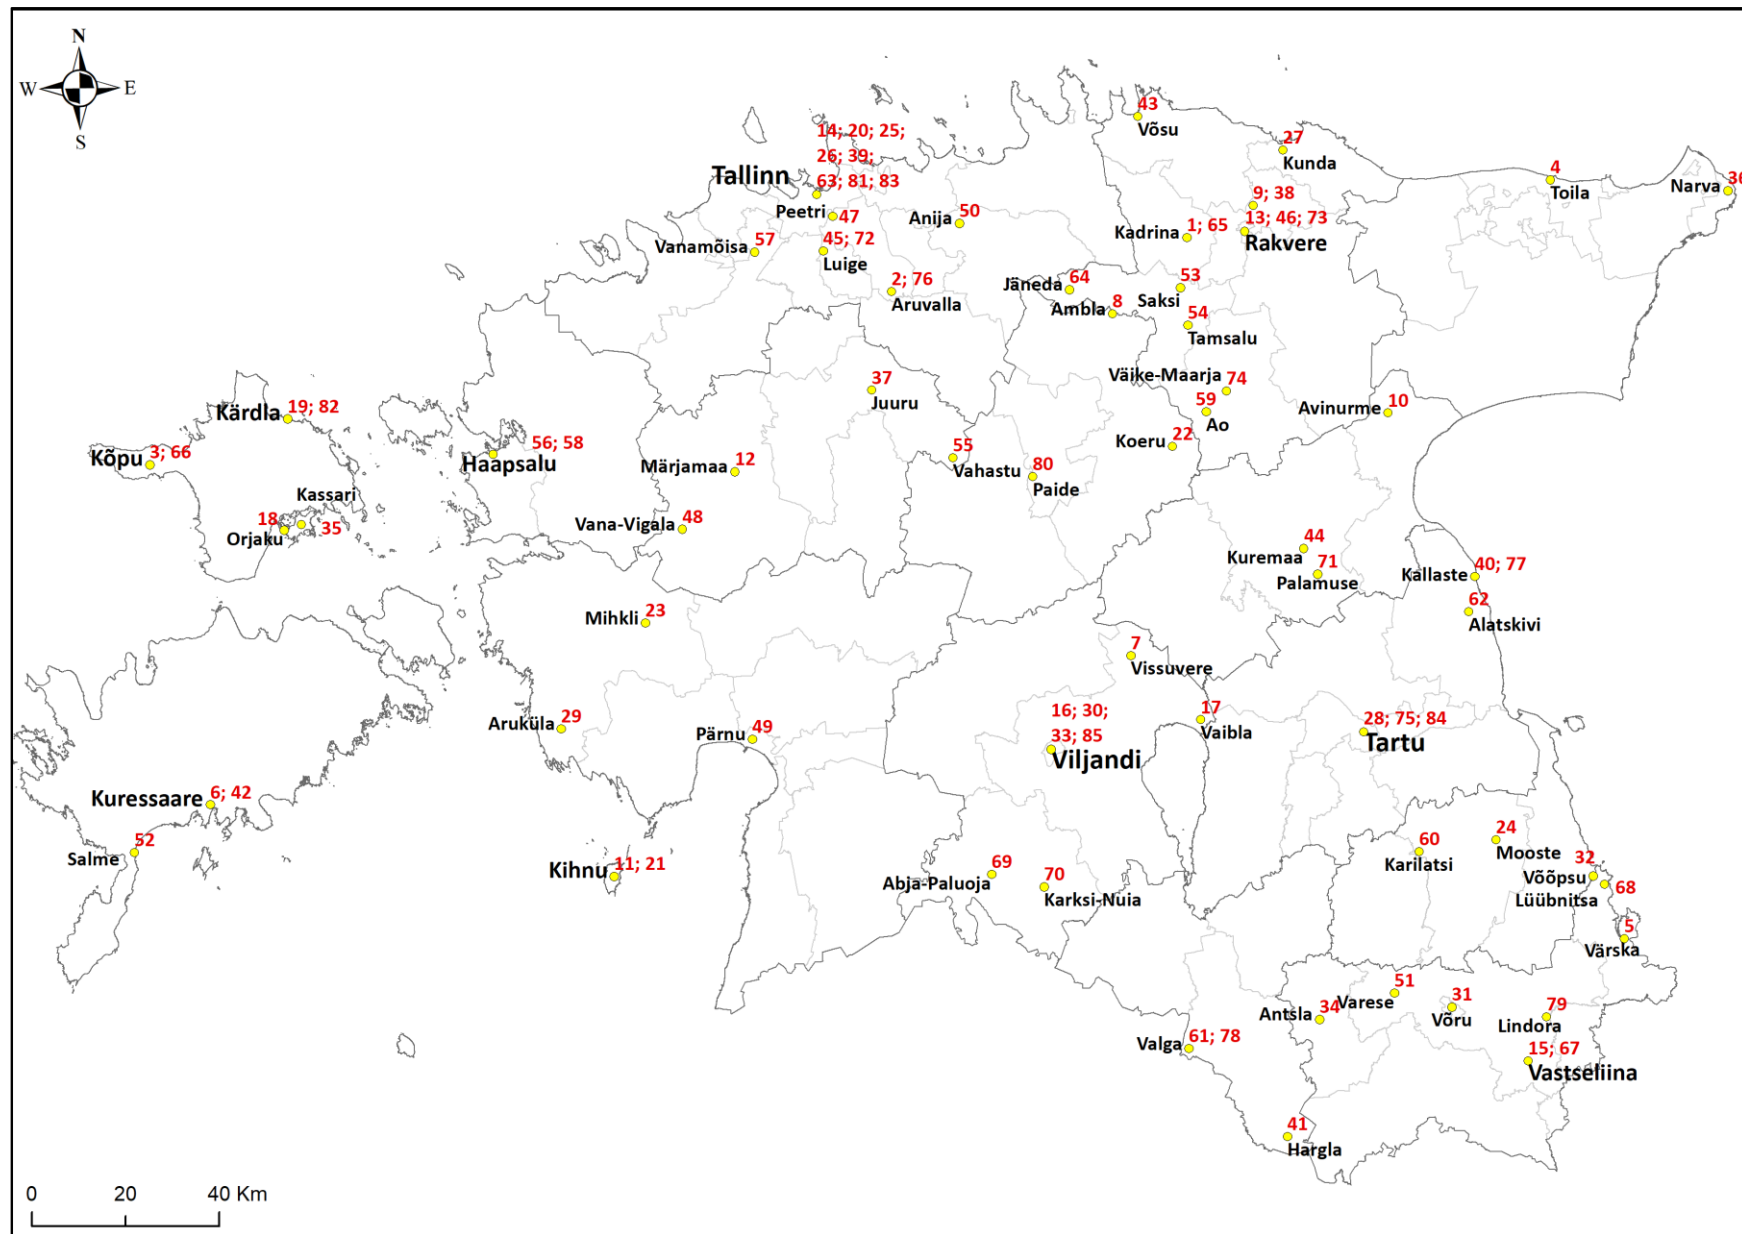 N
W
E
S
43
Võsu
14; 20; 25;
26; 39;
63; 81; 83
Tallinn
27
Kunda
4
Toila
Narva
36
9; 38
13; 46; 73
Rakvere
Peetri
47
Anija
50
Kadrina
1; 65
Vanamõisa
57
45; 72
Luige
2; 76
Aruvalla
Jäneda
64
Ambla
8
53
Saksi
54
Tamsalu
Väike-Maarja
74
37
Juuru
59
Ao
Avinurme
10
Kärdla
19; 82
Kõpu
3; 66
56; 58
Haapsalu
Märjamaa
12
55
Vahastu
80
Paide
Koeru
22
Kassari
18
35
Orjaku
Vana-Vigala
48
44
Kuremaa
71
Palamuse
Kallaste
40; 77
62
Alatskivi
Mihkli
23
7
Vissuvere
16; 30;
33; 85
Viljandi
17
Vaibla
28; 75; 84
Tartu
Aruküla
29
Pärnu
49
Kuressaare
6; 42
52
Salme
Kihnu
11; 21
69
Abja-Paluoja
70
Karksi-Nuia
60
Karilatsi
24
Mooste
32
Võõpsu
68
Lüübnitsa
5
Värska
51
Varese
31
Võru
34
Antsla
79
Lindora
Valga
61; 78
15; 67
Vastseliina
41
Hargla
0 20 40 Km